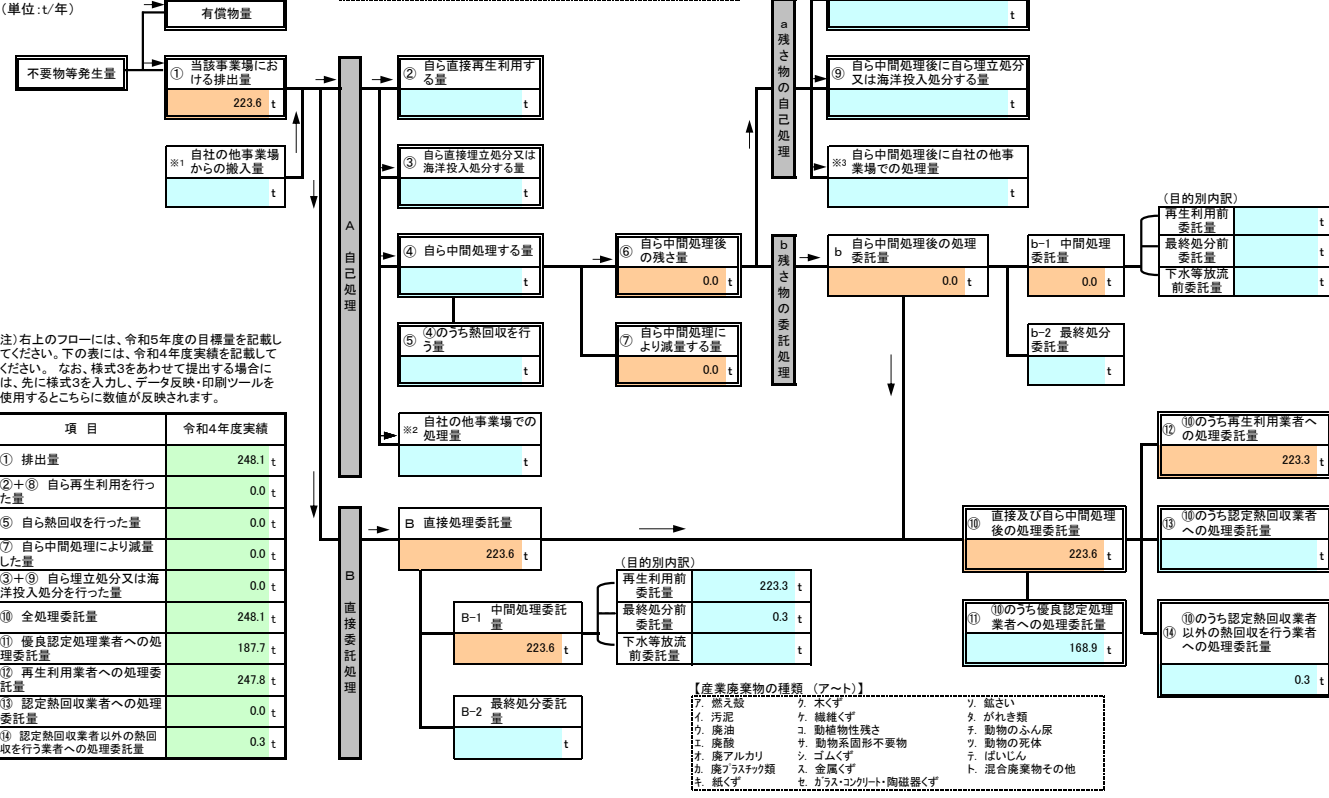 (単位:t/年)
有償物量
t
不要物等発生量
① 当該事業場にお
ける排出量
223.6 t
※1 自社の他事業場
からの搬入量
t
A
自己処理
② 自ら直接再生利用す
る量
t
③ 自ら直接埋立処分又は
海洋投入処分する量
t
④ 自ら中間処理する量
t
⑤ ④のうち熱回収を行
う量
t
※2 自社の他事業場での
処理量
t
⑥ 自ら中間処理後
の残さ量
0.0 t
⑦ 自ら中間処理に
より減量する量
0.0 t
a
残さ物の自己処理
⑨ 自ら中間処理後に自ら埋立処分
又は海洋投入処分する量
t
※3 自ら中間処理後に自社の他事
業場での処理量
t
b
残さ物の委託処理
b 自ら中間処理後の処理
委託量
0.0 t
b-1 中間処理
委託量
0.0 t
b-2 最終処分
委託量
t
(目的別内訳)
再生利用前
委託量
t
最終処分前
委託量
t
下水等放流
前委託量
t
注)右上のフローには、令和5年度の目標量を記載し
てください。下の表には、令和4年度実績を記載して
ください。 なお、様式3をあわせて提出する場合に
は、先に様式3を入力し、データ反映・印刷ツールを
使用するとこちらに数値が反映されます。
項 目 令和4年度実績
① 排出量 248.1 t
②+⑧ 自ら再生利用を行っ
た量 0.0 t
⑤ 自ら熱回収を行った量 0.0 t
⑦ 自ら中間処理により減量
した量 0.0 t
③+⑨ 自ら埋立処分又は海
洋投入処分を行った量 0.0 t
⑩ 全処理委託量 248.1 t
⑪ 優良認定処理業者への処
理委託量 187.7 t
⑫ 再生利用業者への処理委
託量 247.8 t
⑬ 認定熱回収業者への処理
委託量 0.0 t
⑭ 認定熱回収業者以外の熱回
収を行う業者への処理委託量 0.3 t
B
直接委託処理
B 直接処理委託量
223.6 t
B-1 中間処理委託
量
223.6 t
B-2 最終処分委託
量
t
(目的別内訳)
再生利用前
委託量
223.3 t
最終処分前
委託量
0.3 t
下水等放流
前委託量
t
⑩ 直接及び自ら中間処理
後の処理委託量
223.6 t
⑪ ⑩のうち優良認定処理
業者への処理委託量
168.9 t
⑫ ⑩のうち再生利用業者へ
の処理委託量
223.3 t
⑬ ⑩のうち認定熱回収業者
への処理委託量
t
⑭ ⑩のうち認定熱回収業者
以外の熱回収を行う業者
への処理委託量
0.3 t
【産業廃棄物の種類 (ア～ト)】
ア. 燃え殻 ク. 木くず ソ. 鉱さい
イ. 汚泥 ケ. 繊維くず タ. がれき類
ウ. 廃油 コ. 動植物性残さ チ. 動物のふん尿
エ. 廃酸 サ. 動物系固形不要物 ツ. 動物の死体
オ. 廃アルカリ シ. ゴムくず テ. ばいじん
カ. 廃プラスチック類 ス. 金属くず ト. 混合廃棄物その他
キ. 紙くず セ. ガラス・コンクリート・陶磁器くず